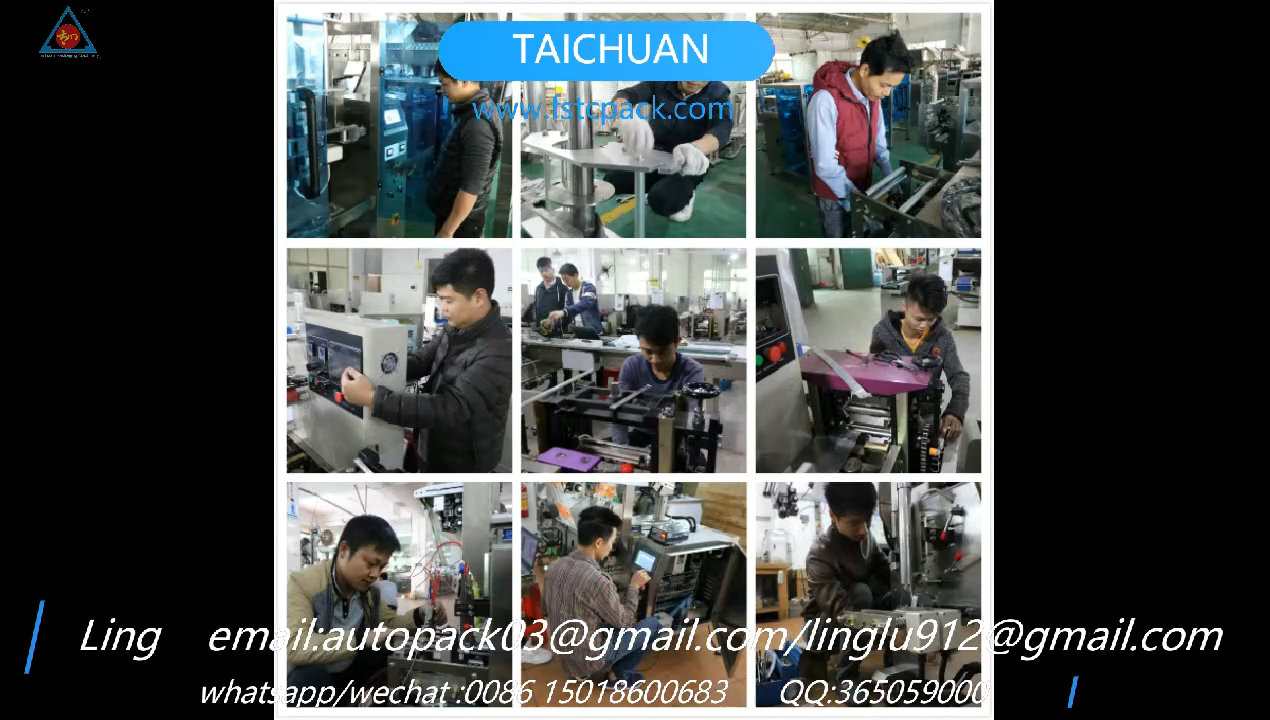 TAICHUAN
www.fstcpack.com
Ling email:autopack03@gmail.com/linglu912@gmail.com
whatsapp/wechat :0086 15018600683 QQ:365059000